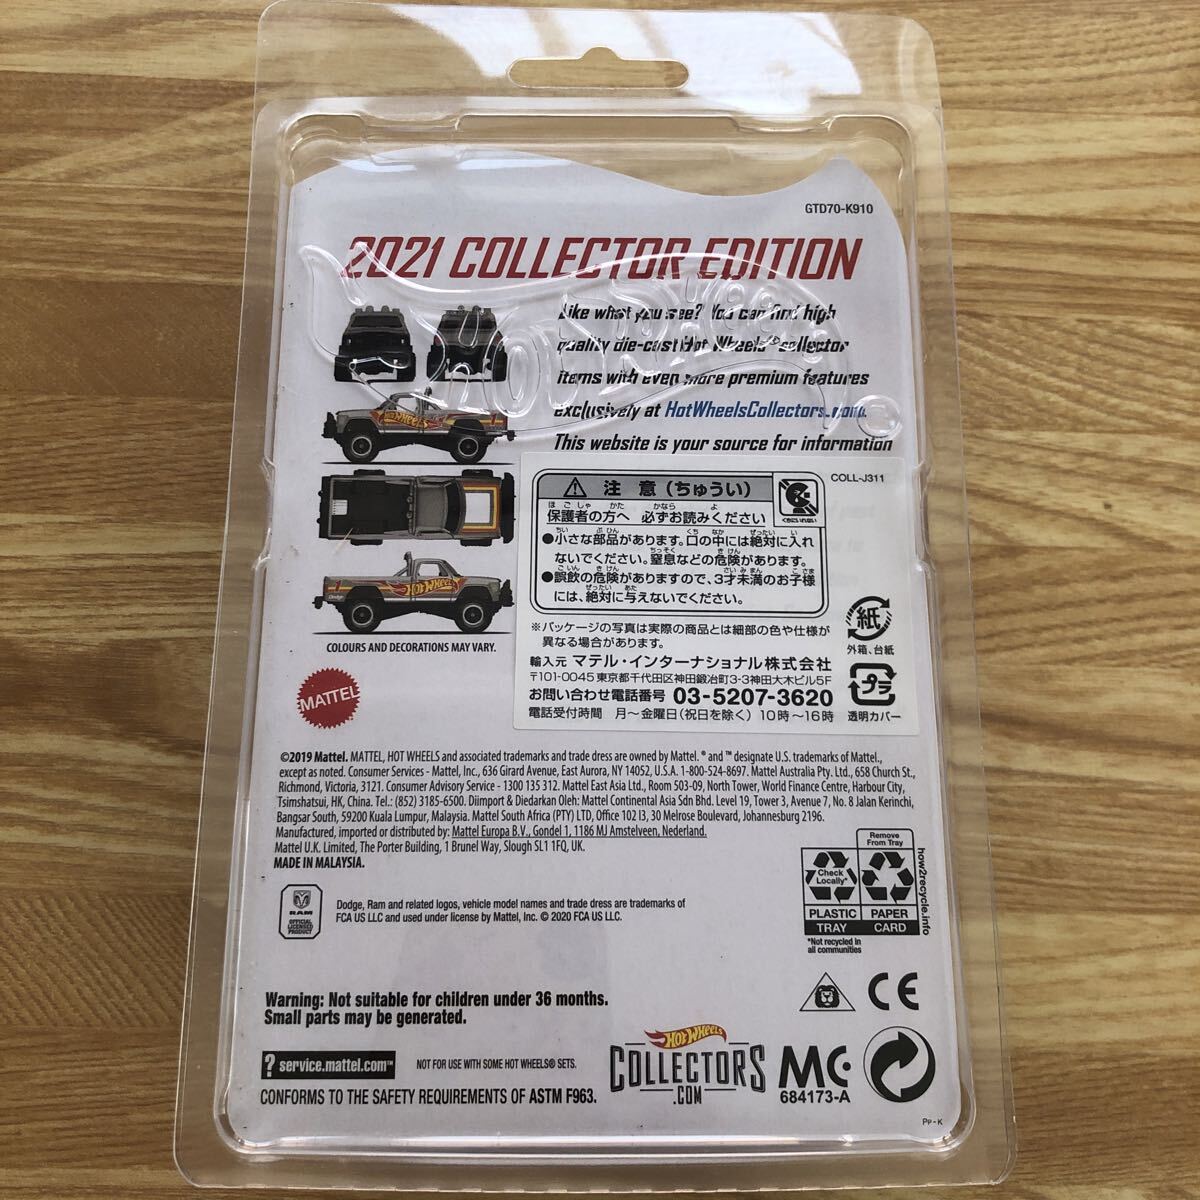 GTD70-K910
2021 COLLECTOR EDITION
Like what you see? You can find high
quality die-cast Hot Wheels® collector
items with even more premium features
exclusively at HotWheelsCollectors.com.
This website is your source for information
COLL-J311
⚠ 注 意 (ちゅうい)
保護者の方へ 必ずお読みください
●小さな部品があります。口の中には絶対に入れ
ないでください。窒息などの危険があります。
●誤飲の危険がありますので、3才未満のお子様
には、絶対に与えないでください。
くちにいれない
※パッケージの写真は実際の商品とは細部の色や仕様が
異なる場合があります。
輸入元 マテル・インターナショナル株式会社
〒101-0045 東京都千代田区神田鍛冶町3-3神田大木ビル5F
お問い合わせ電話番号 03-5207-3620
電話受付時間 月〜金曜日(祝日を除く) 10時〜16時
紙
外箱、台紙
プラ
透明カバー
HOT WHEELS
HOT WHEELS
Dodge
COLOURS AND DECORATIONS MAY VARY.
MATTEL
©2019 Mattel. MATTEL, HOT WHEELS and associated trademarks and trade dress are owned by Mattel. ® and ™ designate U.S. trademarks of Mattel.,
except as noted. Consumer Services - Mattel, Inc., 636 Girard Avenue, East Aurora, NY 14052, U.S.A. 1-800-524-8697. Mattel Australia Pty. Ltd., 658 Church St.,
Richmond, Victoria, 3121. Consumer Advisory Service - 1300 135 312. Mattel East Asia Ltd., Room 503-09, North Tower, World Finance Centre, Harbour City,
Tsimshatsui, HK, China. Tel.: (852) 3185-6500. Diimport & Diedarkan Oleh: Mattel Continental Asia Sdn Bhd. Level 19, Tower 3, Avenue 7, No. 8 Jalan Kerinchi,
Bangsar South, 59200 Kuala Lumpur, Malaysia. Mattel South Africa (PTY) LTD, Office 102 I3, 30 Melrose Boulevard, Johannesburg 2196.
Manufactured, imported or distributed by: Mattel Europa B.V., Gondel 1, 1186 MJ Amstelveen, Nederland.
Mattel U.K. Limited, The Porter Building, 1 Brunel Way, Slough SL1 1FQ, UK.
MADE IN MALAYSIA.
RAM
OFFICIAL
LICENSED
PRODUCT
Dodge, Ram and related logos, vehicle model names and trade dress are trademarks of
FCA US LLC and used under license by Mattel, Inc. © 2020 FCA US LLC.
Remove
From Tray
Check
Locally*
PLASTIC
TRAY
PAPER
CARD
how2recycle.info
*Not recycled in
all communities
Warning: Not suitable for children under 36 months.
Small parts may be generated.
CE
? service.mattel.com™
NOT FOR USE WITH SOME HOT WHEELS® SETS.
CONFORMS TO THE SAFETY REQUIREMENTS OF ASTM F963.
HOT WHEELS
COLLECTORS
.COM
MC
684173-A
PP-K